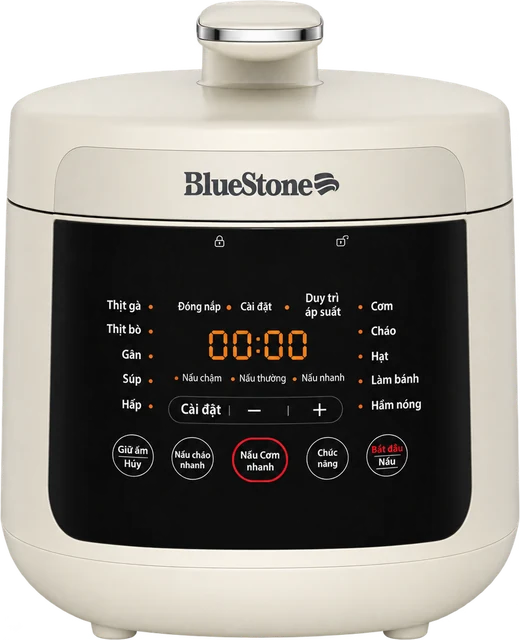 BlueStone
Thịt gà
Đóng nắp
Cài đặt
Duy trì
áp suất
Cơm
Thịt bò
Cháo
00:00
Gân
Hạt
Súp
Nấu chậm
Nấu thường
Nấu nhanh
Làm bánh
Hấp
Cài đặt | − | +
Hầm nóng
Giữ ấm
Hủy
Nấu cháo
nhanh
Nấu Cơm
nhanh
Chức
năng
Bắt đầu
Nấu